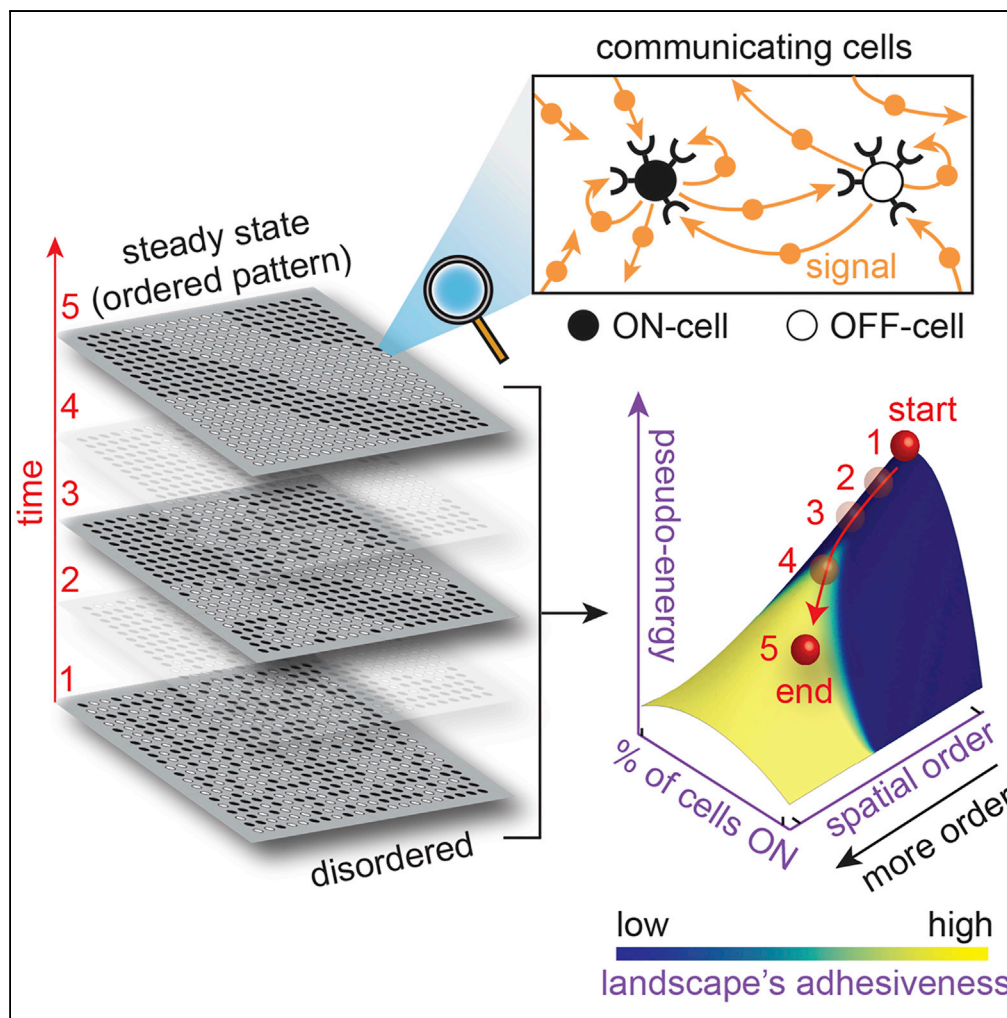 communicating cells
signal
ON-cell
OFF-cell
steady state
(ordered pattern)
time
5
4
3
2
1
disordered
pseudo-energy
start
1
2
3
4
5
end
% of cells ON
spatial order
more order
low
high
landscape's adhesiveness